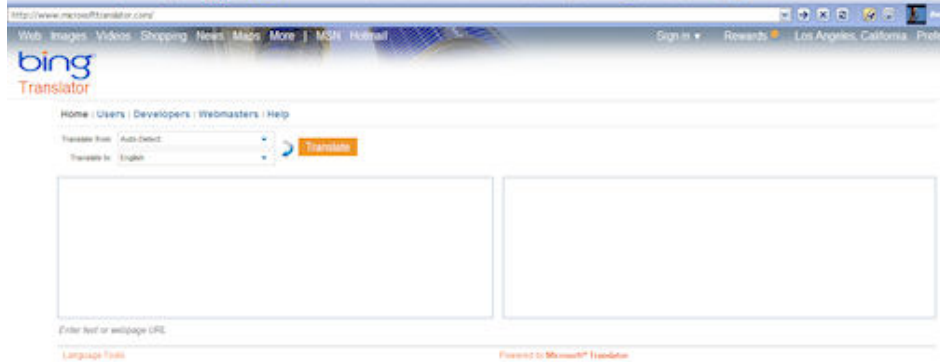 http://www.microsofttranslator.com/
Web Images Videos Shopping News Maps More | MSN Hotmail Sign in Rewards Los Angeles, California Prefe
bing
Translator
Home | Users | Developers | Webmasters | Help
Translate from: Auto-Detect
Translate to: English
Translate
Enter text or webpage URL
Language Tools Powered by Microsoft® Translator